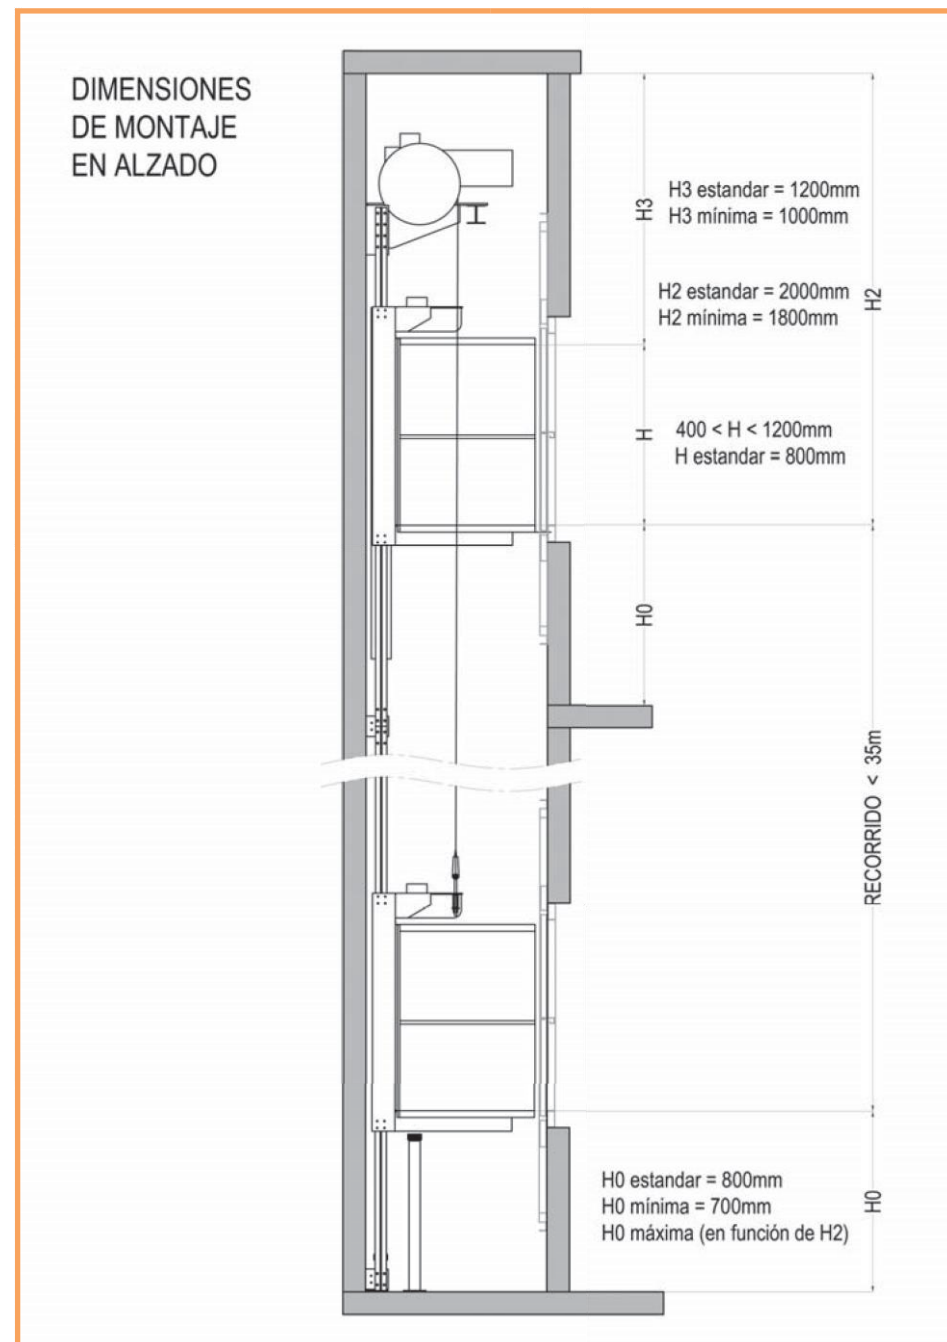 DIMENSIONES
DE MONTAJE
EN ALZADO
H3 estandar = 1200mm
H3 mínima = 1000mm
H3
H2 estandar = 2000mm
H2 mínima = 1800mm
H2
400 < H < 1200mm
H estandar = 800mm
H
H0
RECORRIDO < 35m
H0 estandar = 800mm
H0 mínima = 700mm
H0 máxima (en función de H2)
H0